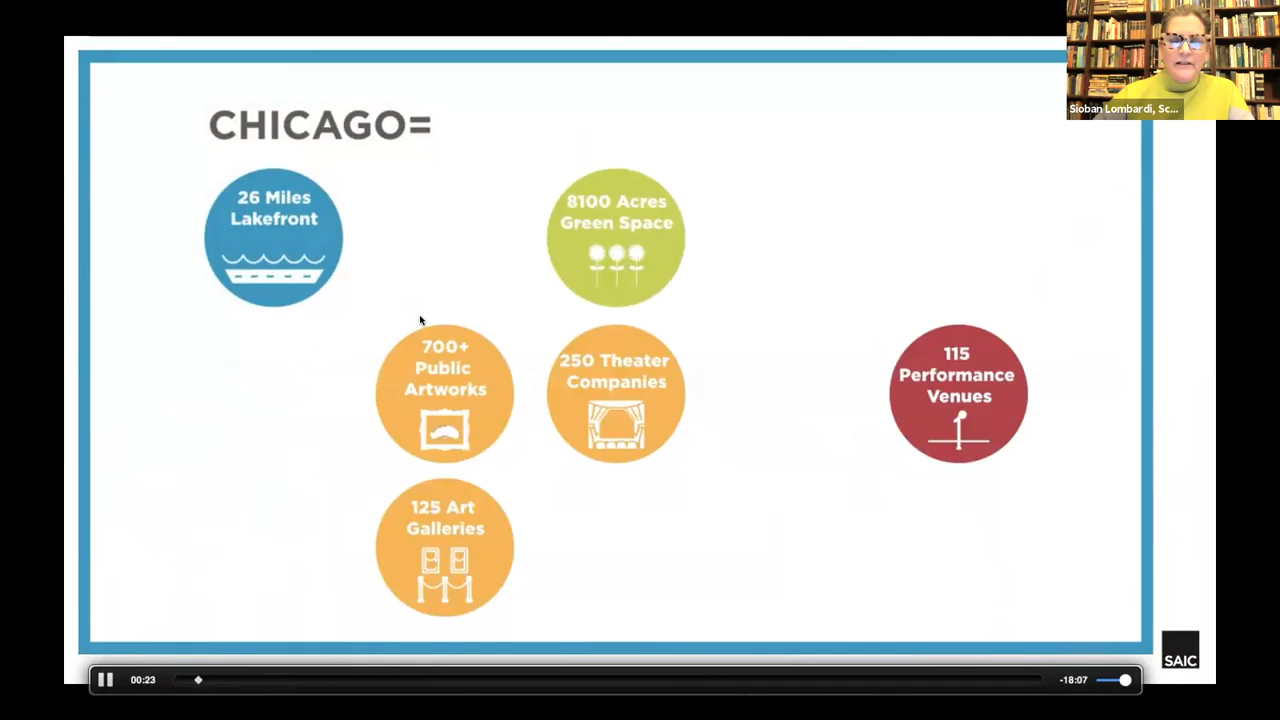 Sioban Lombardi, Sc...
CHICAGO=
26 Miles
Lakefront
8100 Acres
Green Space
700+
Public
Artworks
250 Theater
Companies
115
Performance
Venues
125 Art
Galleries
SAIC
00:23
-18:07